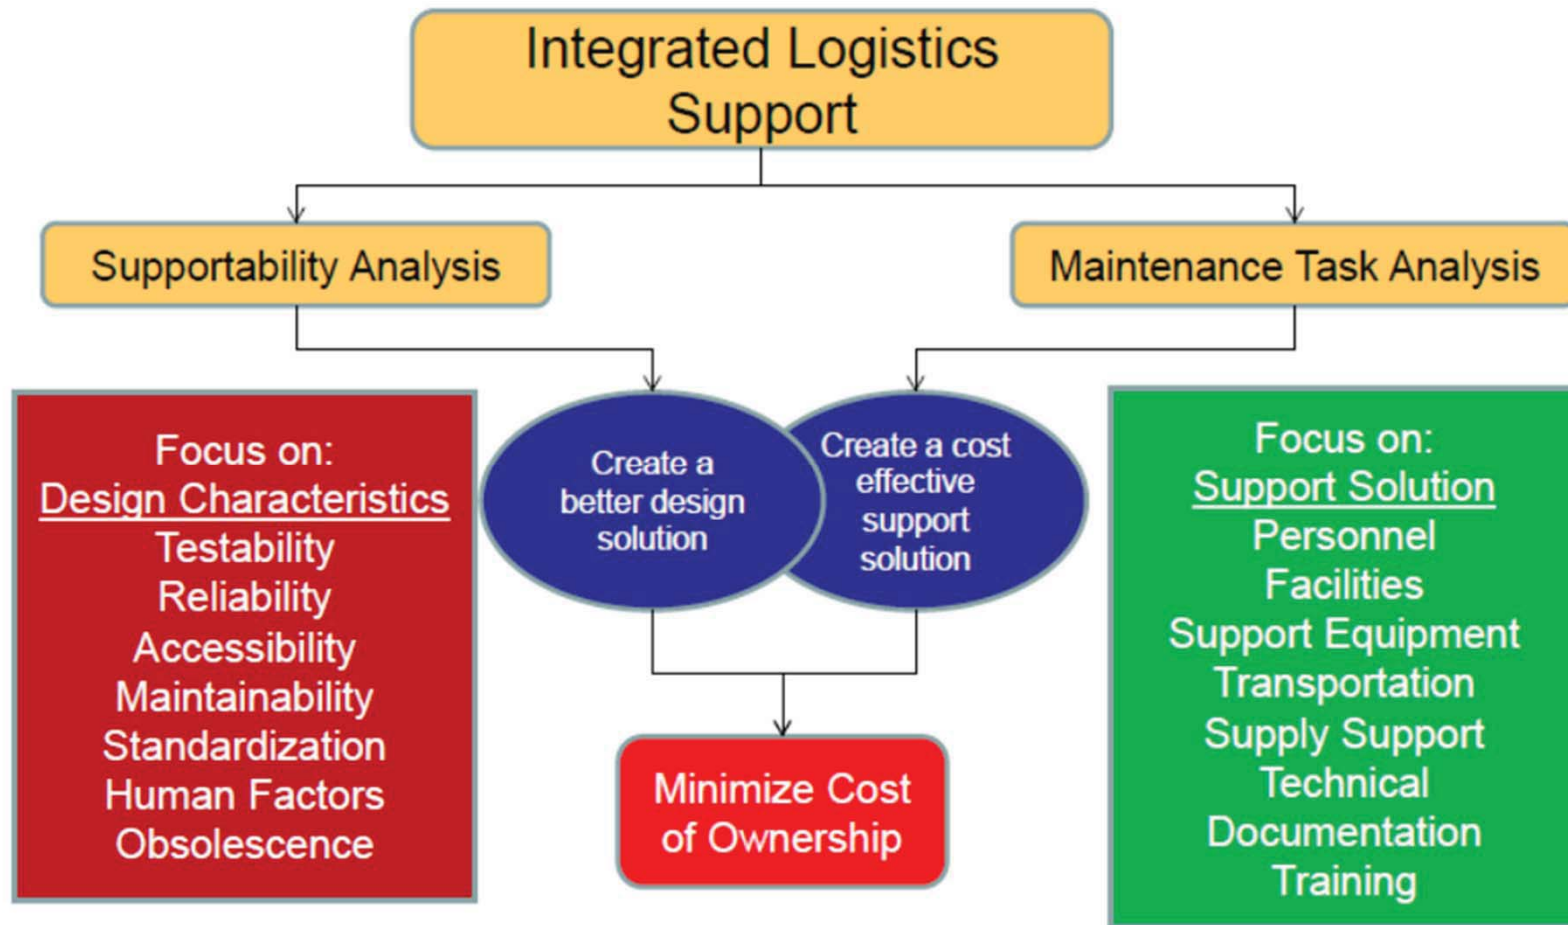 Integrated Logistics
Support
Supportability Analysis
Maintenance Task Analysis
Focus on:
Design Characteristics
Testability
Reliability
Accessibility
Maintainability
Standardization
Human Factors
Obsolescence
Create a
better design
solution
Create a cost
effective
support
solution
Minimize Cost
of Ownership
Focus on:
Support Solution
Personnel
Facilities
Support Equipment
Transportation
Supply Support
Technical
Documentation
Training